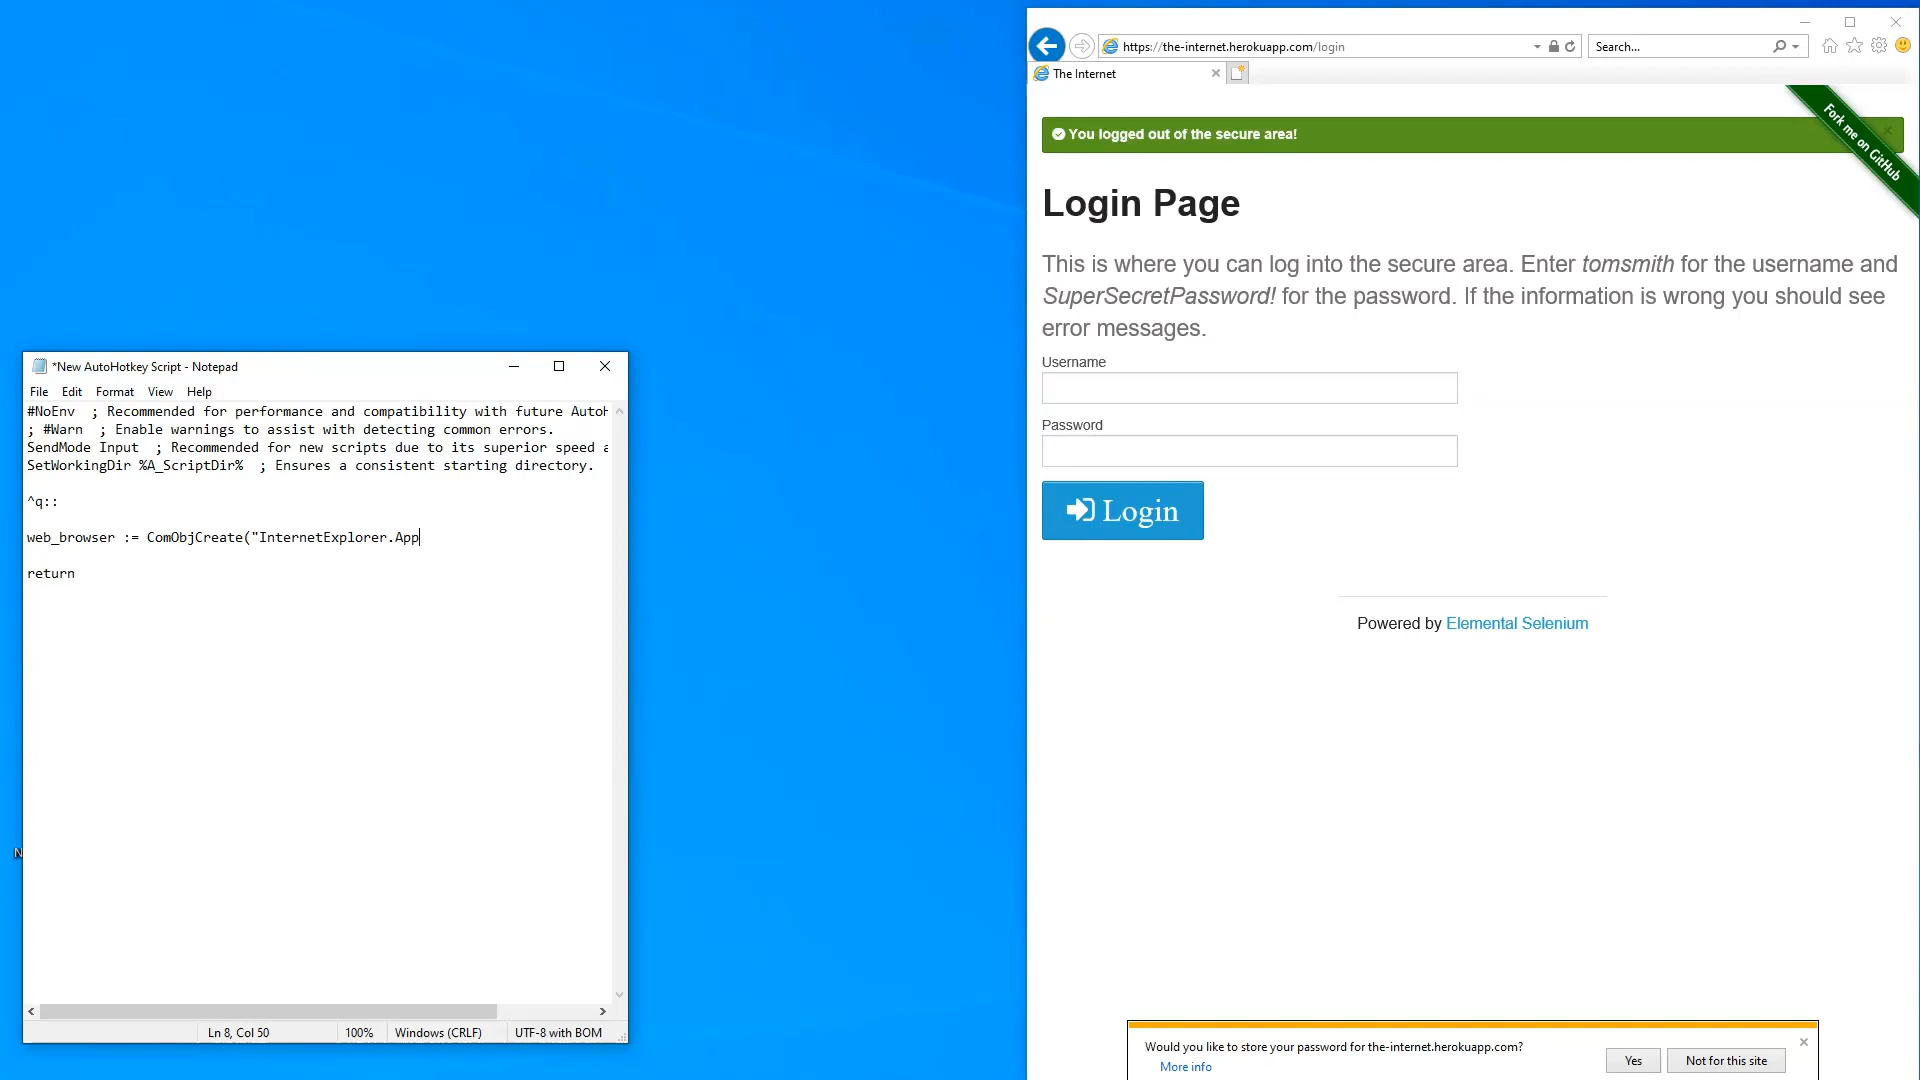 *New AutoHotkey Script - Notepad
File Edit Format View Help
#NoEnv  ; Recommended for performance and compatibility with future AutoH
; #Warn  ; Enable warnings to assist with detecting common errors.
SendMode Input  ; Recommended for new scripts due to its superior speed a
SetWorkingDir %A_ScriptDir%  ; Ensures a consistent starting directory.
^q::
web_browser := ComObjCreate("InternetExplorer.App
return
Ln 8, Col 50
100%
Windows (CRLF)
UTF-8 with BOM
N
https://the-internet.herokuapp.com/login
Search...
The Internet
Fork me on GitHub
You logged out of the secure area!
Login Page
This is where you can log into the secure area. Enter tomsmith for the username and
SuperSecretPassword! for the password. If the information is wrong you should see
error messages.
Username
Password
Login
Powered by Elemental Selenium
Would you like to store your password for the-internet.herokuapp.com?
More info
Yes
Not for this site